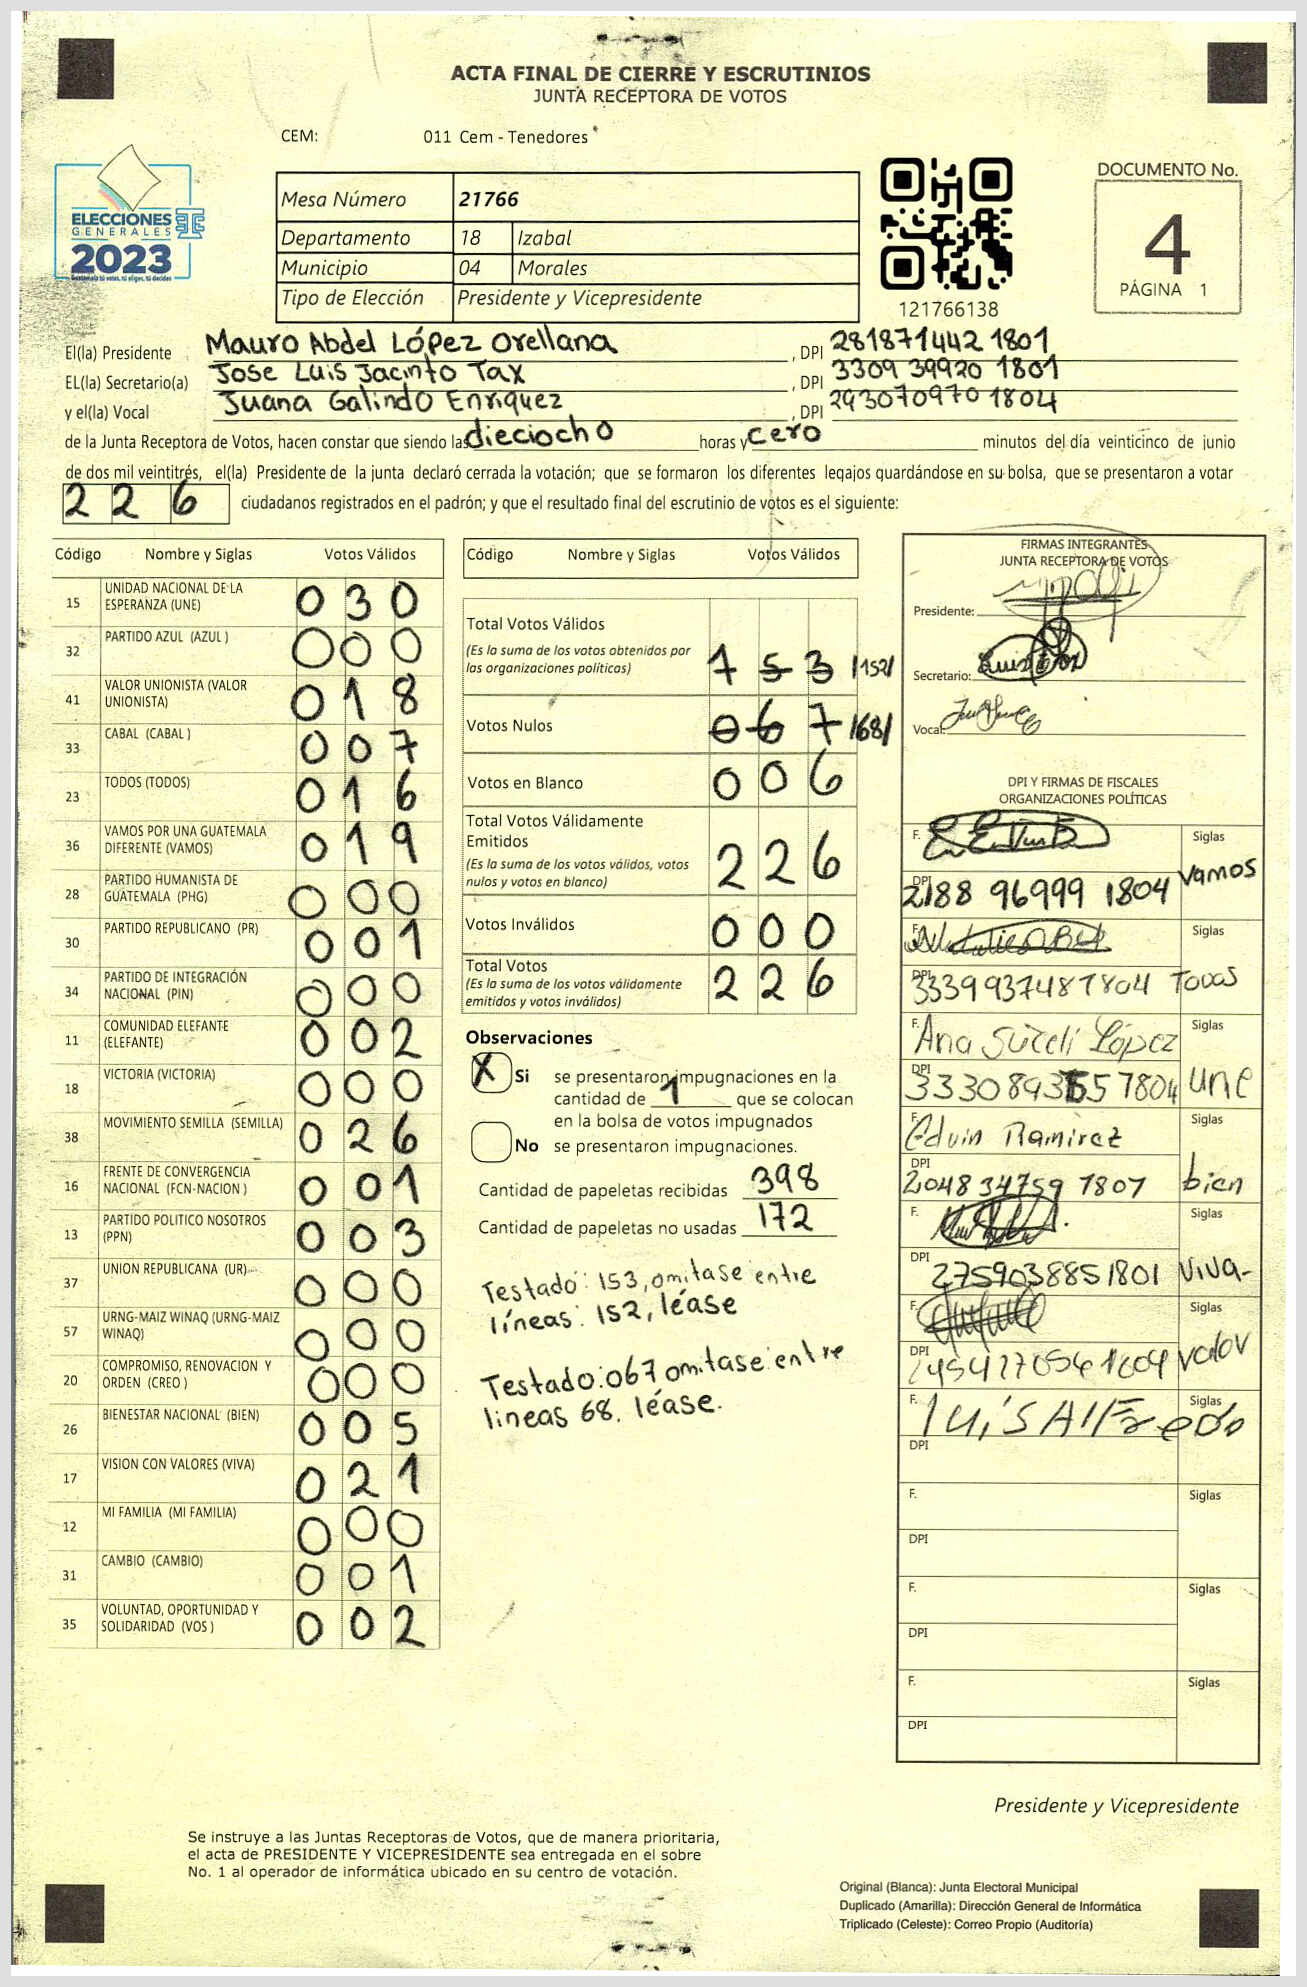 ACTA FINAL DE CIERRE Y ESCRUTINIOS
JUNTA RECEPTORA DE VOTOS
CEM: 011 Cem - Tenedores
ELECCIONES
GENERALES
2023
Guatemala tú votas, tú eliges, tú decides
Mesa Número 21766
Departamento 18 Izabal
Municipio 04 Morales
Tipo de Elección Presidente y Vicepresidente
121766138
DOCUMENTO No.
4
PÁGINA 1
El(la) Presidente Mauro Abdel López Orellana , DPI 281871442 1801
EL(la) Secretario(a) Jose Luis Jacinto Tax , DPI 3309 39920 1801
y el(la) Vocal Juana Galindo Enriquez , DPI 293070970 1804
de la Junta Receptora de Votos, hacen constar que siendo las dieciocho horas y cero minutos del día veinticinco de junio
de dos mil veintitrés, el(la) Presidente de la junta declaró cerrada la votación; que se formaron los diferentes legajos guardándose en su bolsa, que se presentaron a votar
2 2 6 ciudadanos registrados en el padrón; y que el resultado final del escrutinio de votos es el siguiente:
Código Nombre y Siglas Votos Válidos
15 UNIDAD NACIONAL DE LA ESPERANZA (UNE) 0 3 0
32 PARTIDO AZUL (AZUL ) 0 0 0
41 VALOR UNIONISTA (VALOR UNIONISTA) 0 1 8
33 CABAL (CABAL ) 0 0 7
23 TODOS (TODOS) 0 1 6
36 VAMOS POR UNA GUATEMALA DIFERENTE (VAMOS) 0 1 9
28 PARTIDO HUMANISTA DE GUATEMALA (PHG) 0 0 0
30 PARTIDO REPUBLICANO (PR) 0 0 1
34 PARTIDO DE INTEGRACIÓN NACIONAL (PIN) 0 0 0
11 COMUNIDAD ELEFANTE (ELEFANTE) 0 0 2
18 VICTORIA (VICTORIA) 0 0 0
38 MOVIMIENTO SEMILLA (SEMILLA) 0 2 6
16 FRENTE DE CONVERGENCIA NACIONAL (FCN-NACION ) 0 0 1
13 PARTIDO POLITICO NOSOTROS (PPN) 0 0 3
37 UNION REPUBLICANA (UR) 0 0 0
57 URNG-MAIZ WINAQ (URNG-MAIZ WINAQ) 0 0 0
20 COMPROMISO, RENOVACION Y ORDEN (CREO ) 0 0 0
26 BIENESTAR NACIONAL (BIEN) 0 0 5
17 VISION CON VALORES (VIVA) 0 2 1
12 MI FAMILIA (MI FAMILIA) 0 0 0
31 CAMBIO (CAMBIO) 0 0 1
35 VOLUNTAD, OPORTUNIDAD Y SOLIDARIDAD (VOS ) 0 0 2
Código Nombre y Siglas Votos Válidos
Total Votos Válidos
(Es la suma de los votos obtenidos por
las organizaciones políticas) 1 5 3 /152/
Votos Nulos 0 6 7 /68/
Votos en Blanco 0 0 6
Total Votos Válidamente
Emitidos
(Es la suma de los votos válidos, votos
nulos y votos en blanco) 2 2 6
Votos Inválidos 0 0 0
Total Votos
(Es la suma de los votos válidamente
emitidos y votos inválidos) 2 2 6
Observaciones
X Si se presentaron impugnaciones en la
cantidad de 1 que se colocan
en la bolsa de votos impugnados
No se presentaron impugnaciones.
Cantidad de papeletas recibidas 398
Cantidad de papeletas no usadas 172
Testado: 153, omitase entre
líneas: 152, léase
Testado: 067 omitase entre
lineas 68. léase.
FIRMAS INTEGRANTES
JUNTA RECEPTORA DE VOTOS
Presidente:
Secretario:
Vocal:
DPI Y FIRMAS DE FISCALES
ORGANIZACIONES POLÍTICAS
F. Siglas
DPI 2188 96999 1804 Vamos
F. Siglas
DPI 3339937481804 Todos
F. Ana Süceli López Siglas
DPI une
F. Edvin Ramirez Siglas
DPI 2048 34759 1807 bien
F. Siglas
DPI 2759038851801 Viva-
F. Siglas
DPI valor
F. luis Alfredo Siglas
DPI
F. Siglas
DPI
F. Siglas
DPI
F. Siglas
DPI
Presidente y Vicepresidente
Se instruye a las Juntas Receptoras de Votos, que de manera prioritaria,
el acta de PRESIDENTE Y VICEPRESIDENTE sea entregada en el sobre
No. 1 al operador de informática ubicado en su centro de votación.
Original (Blanca): Junta Electoral Municipal
Duplicado (Amarilla): Dirección General de Informática
Triplicado (Celeste): Correo Propio (Auditoría)